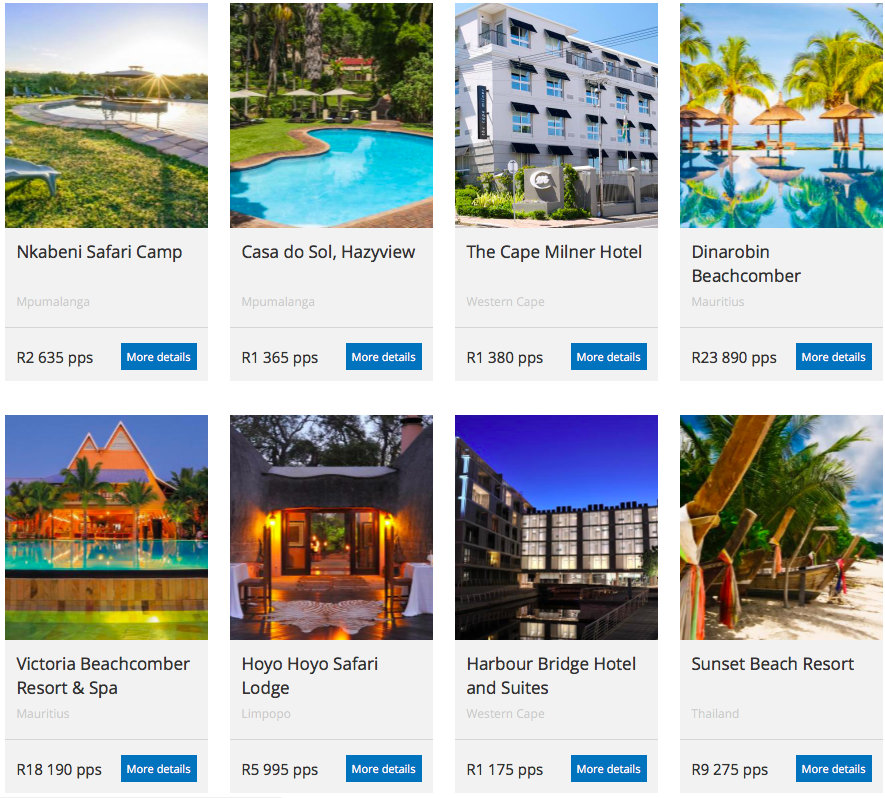 the cape milner
Nkabeni Safari Camp
Mpumalanga
R2 635 pps
More details
Casa do Sol, Hazyview
Mpumalanga
R1 365 pps
More details
The Cape Milner Hotel
Western Cape
R1 380 pps
More details
Dinarobin
Beachcomber
Mauritius
R23 890 pps
More details
Victoria Beachcomber
Resort & Spa
Mauritius
R18 190 pps
More details
Hoyo Hoyo Safari
Lodge
Limpopo
R5 995 pps
More details
Harbour Bridge Hotel
and Suites
Western Cape
R1 175 pps
More details
Sunset Beach Resort
Thailand
R9 275 pps
More details